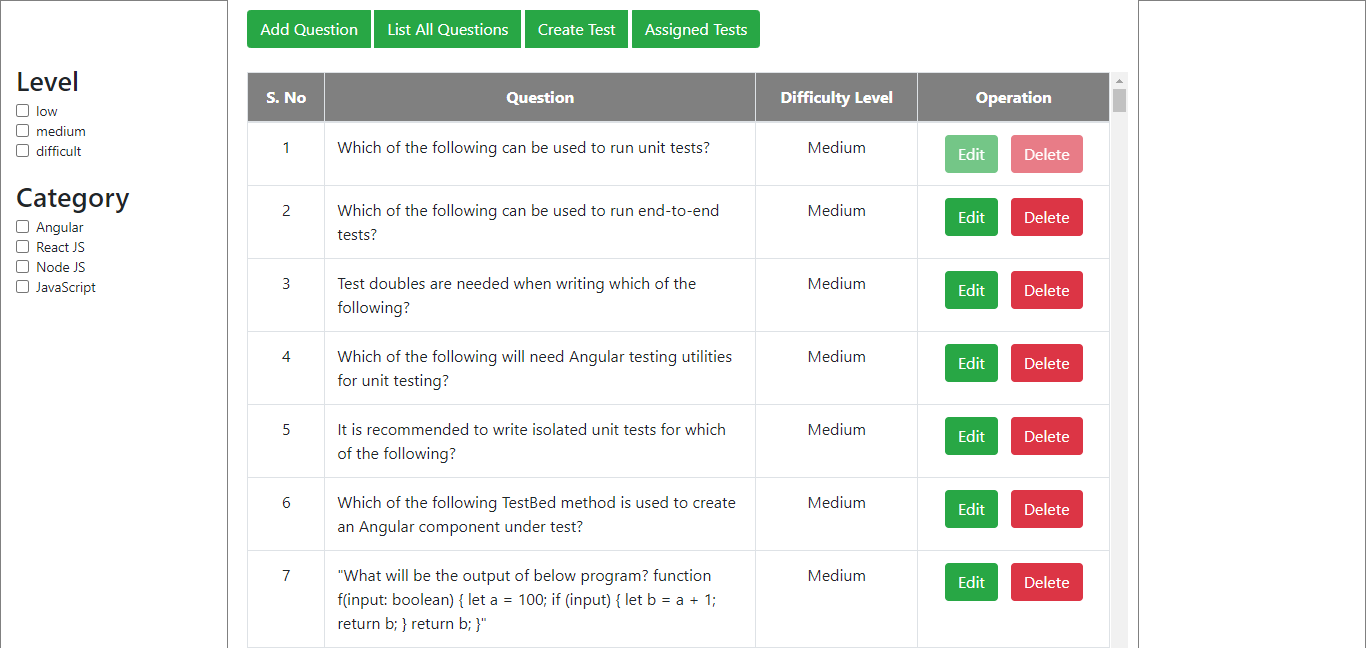 Add Question
List All Questions
Create Test
Assigned Tests
Level
low
medium
difficult
Category
Angular
React JS
Node JS
JavaScript
S. No
Question
Difficulty Level
Operation
1
Which of the following can be used to run unit tests?
Medium
Edit
Delete
2
Which of the following can be used to run end-to-end
tests?
Medium
Edit
Delete
3
Test doubles are needed when writing which of the
following?
Medium
Edit
Delete
4
Which of the following will need Angular testing utilities
for unit testing?
Medium
Edit
Delete
5
It is recommended to write isolated unit tests for which
of the following?
Medium
Edit
Delete
6
Which of the following TestBed method is used to create
an Angular component under test?
Medium
Edit
Delete
7
"What will be the output of below program? function
f(input: boolean) { let a = 100; if (input) { let b = a + 1;
return b; } return b; }"
Medium
Edit
Delete